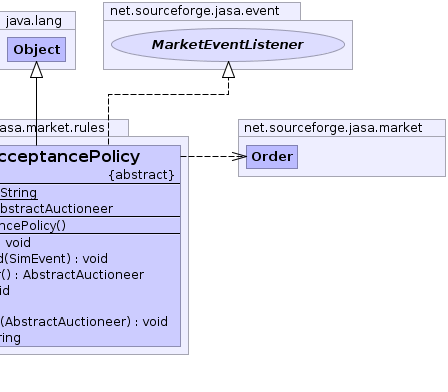 java.lang
net.sourceforge.jasa.event
Object
MarketEventListener
asa.market.rules
net.sourceforge.jasa.market
cceptancePolicy
Order
{abstract}
String
bstractAuctioneer
ncePolicy()
: void
d(SimEvent) : void
r() : AbstractAuctioneer
id
(AbstractAuctioneer) : void
ring